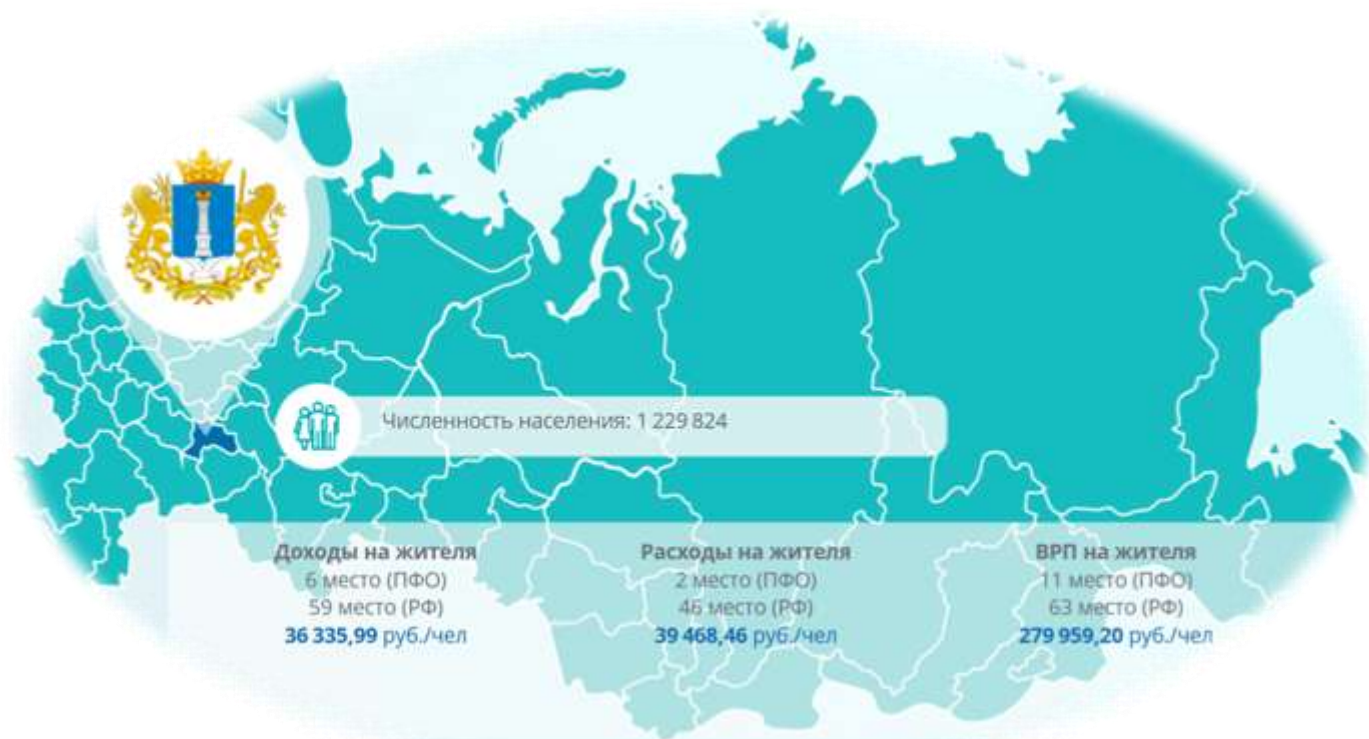 Численность населения: 1 229 824
Доходы на жителя
6 место (ПФО)
59 место (РФ)
36 335,99 руб./чел
Расходы на жителя
2 место (ПФО)
46 место (РФ)
39 468,46 руб./чел
ВРП на жителя
11 место (ПФО)
63 место (РФ)
279 959,20 руб./чел